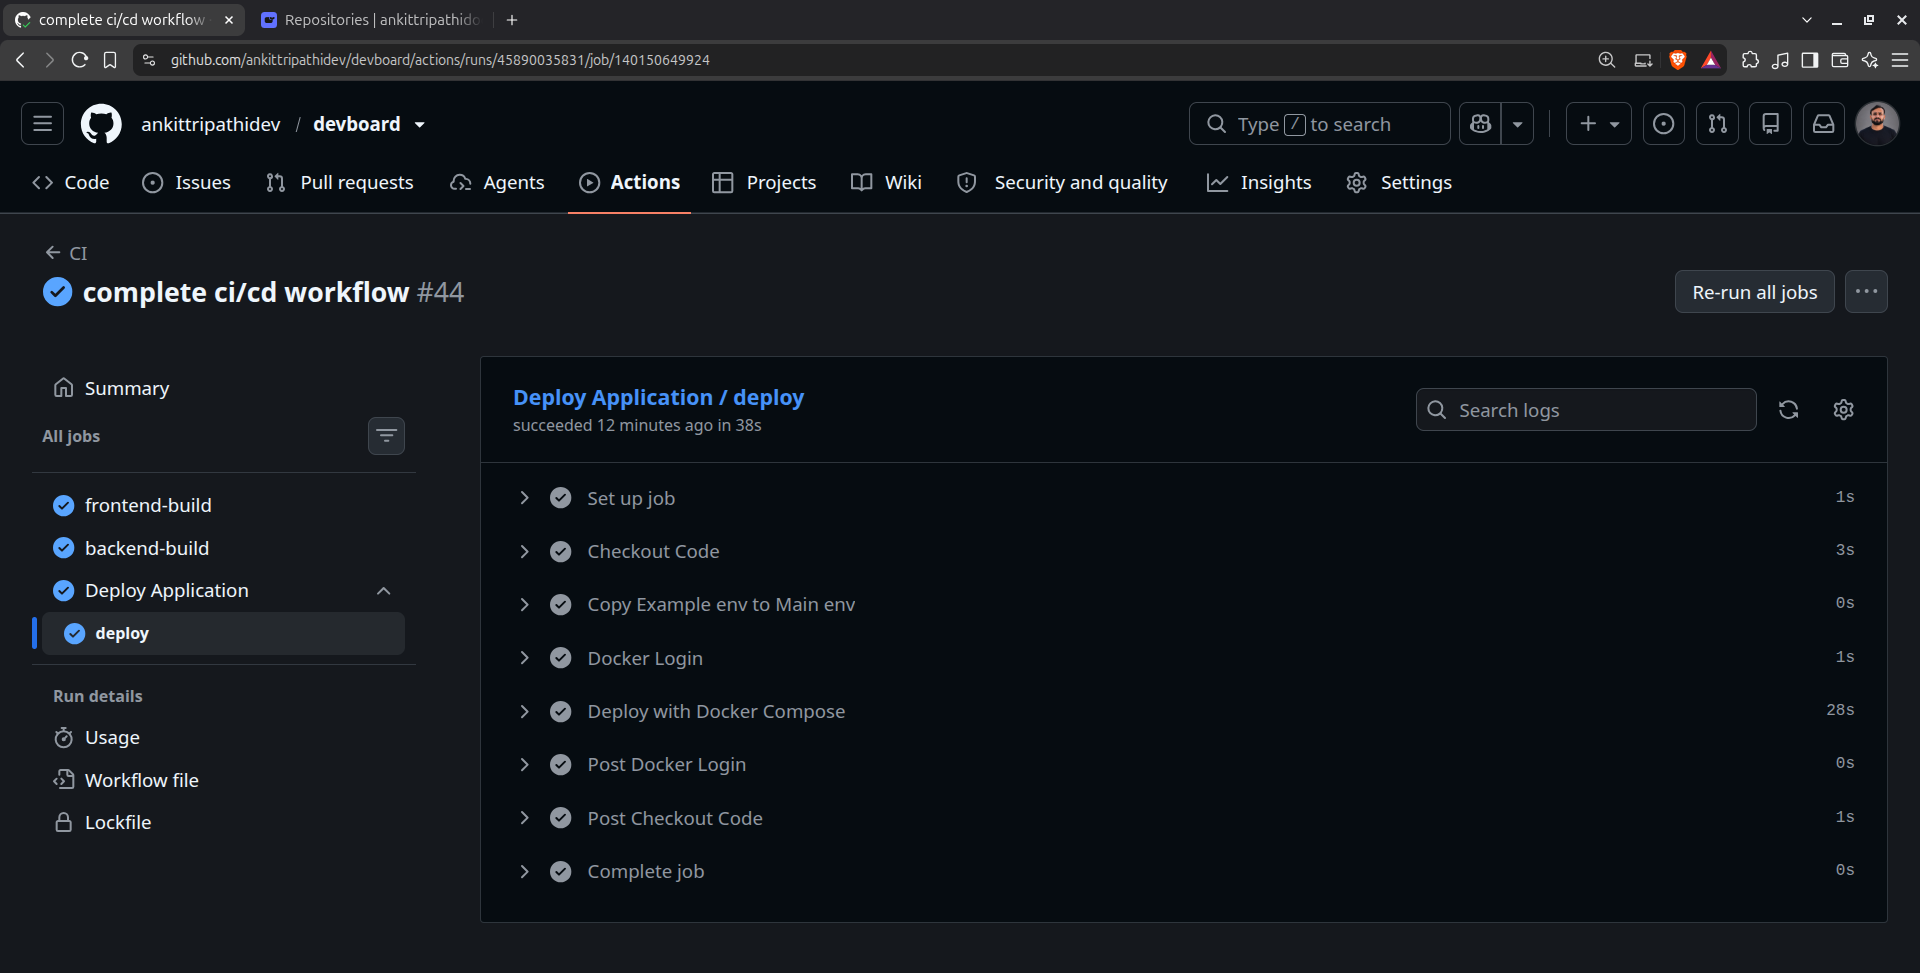 complete ci/cd workflow
Repositories | ankittripathido
github.com/ankittripathidev/devboard/actions/runs/45890035831/job/140150649924
ankittripathidev / devboard
Type / to search
Code
Issues
Pull requests
Agents
Actions
Projects
Wiki
Security and quality
Insights
Settings
CI
complete ci/cd workflow #44
Re-run all jobs
Summary
All jobs
frontend-build
backend-build
Deploy Application
deploy
Run details
Usage
Workflow file
Lockfile
Deploy Application / deploy
succeeded 12 minutes ago in 38s
Search logs
Set up job 1s
Checkout Code 3s
Copy Example env to Main env 0s
Docker Login 1s
Deploy with Docker Compose 28s
Post Docker Login 0s
Post Checkout Code 1s
Complete job 0s